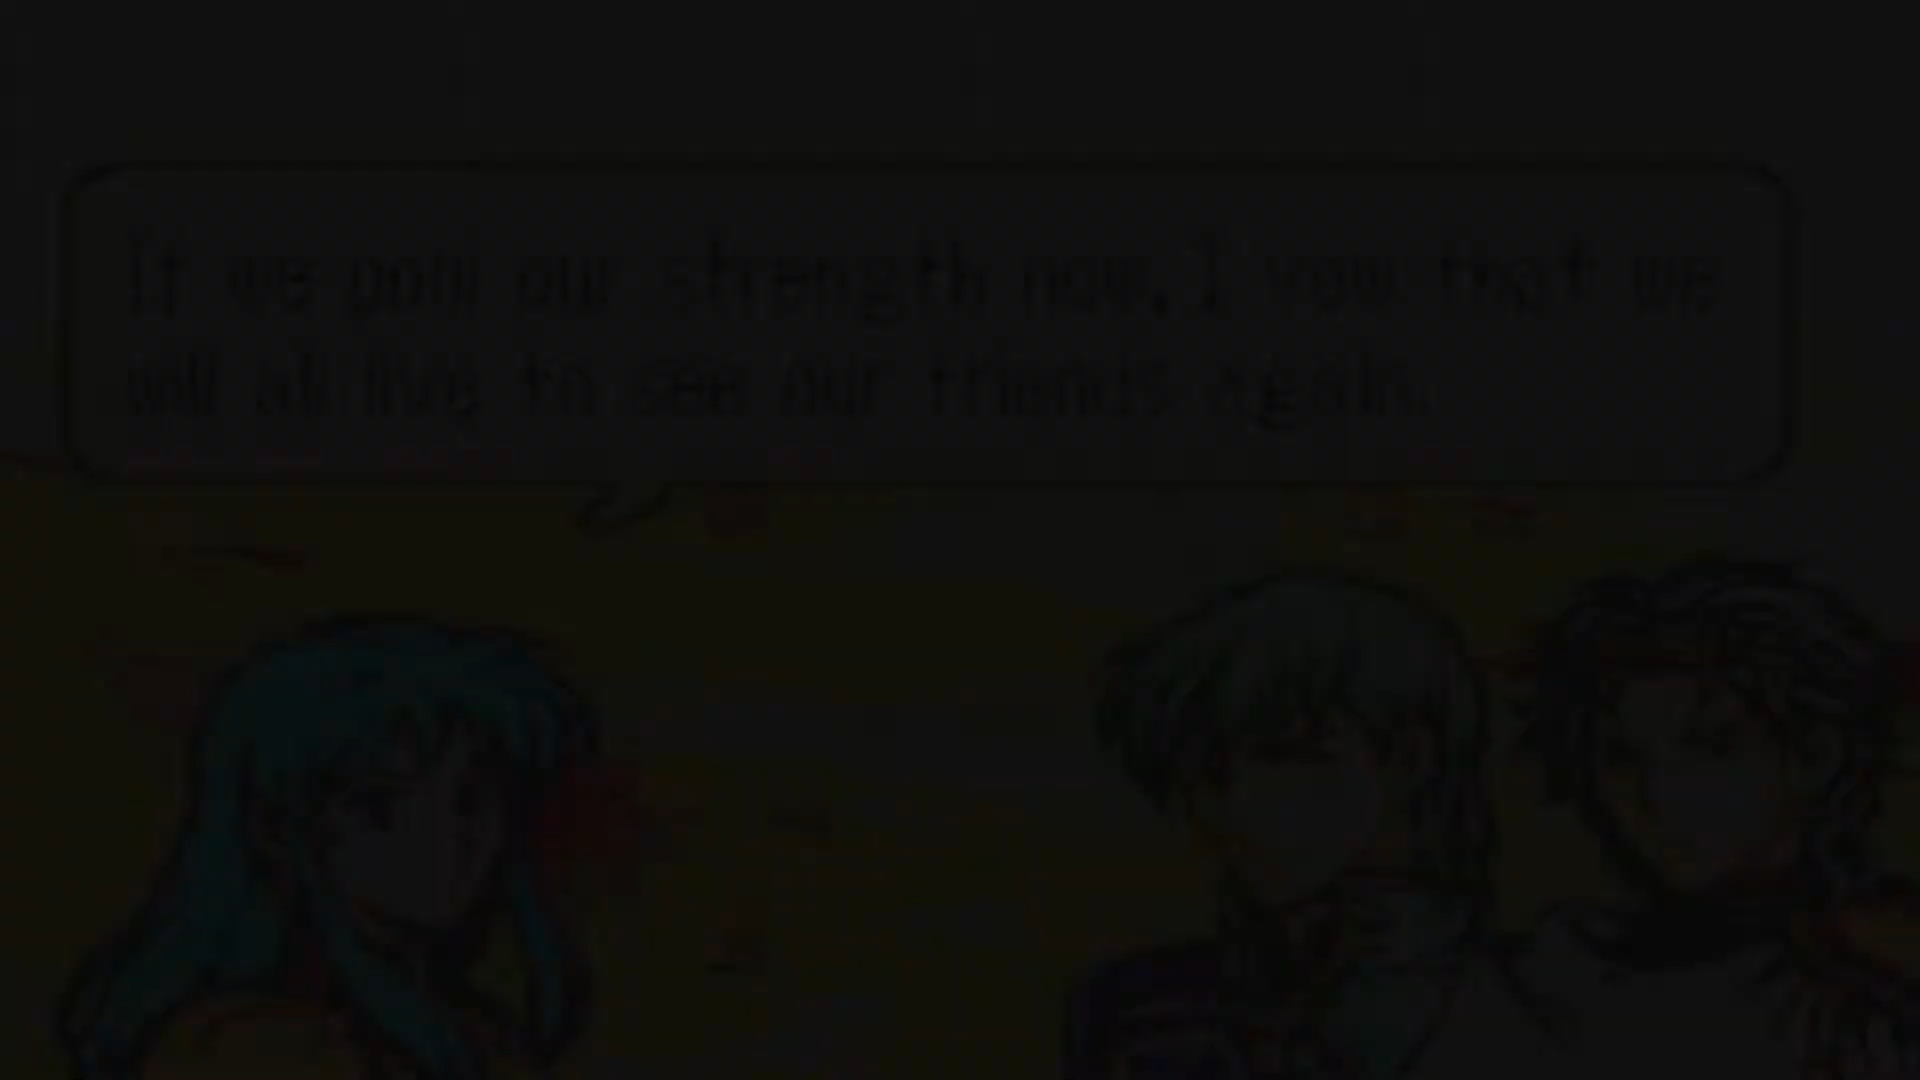 If we pool our strength now, I vow that we
will all live to see our friends again.